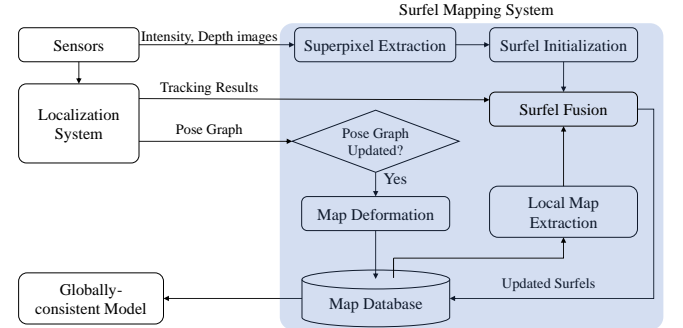 Surfel Mapping System
Sensors
Intensity, Depth images
Superpixel Extraction
Surfel Initialization
Tracking Results
Localization
System
Surfel Fusion
Pose Graph
Pose Graph
Updated?
Yes
Map Deformation
Local Map
Extraction
Updated Surfels
Globally-
consistent Model
Map Database